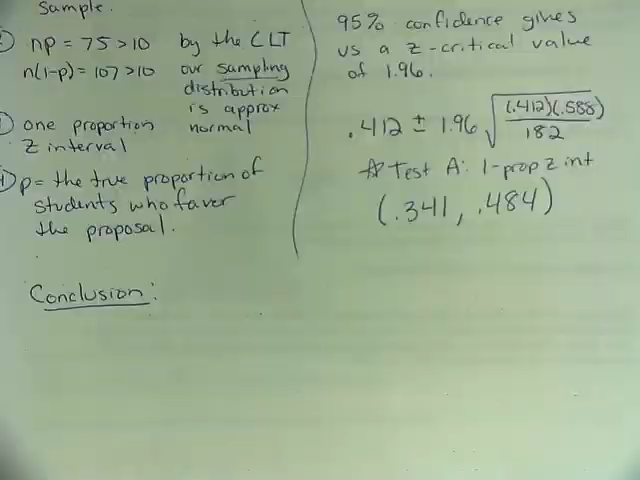 sample.
np = 75 > 10
n(1-p) = 107 > 10
by the CLT
our sampling
distribution
is approx
normal
one proportion
z interval
p = the true proportion of
students who favor
the proposal.
Conclusion:
95% confidence gives
us a z-critical value
of 1.96.
.412 ± 1.96 √((.412)(.588)/182)
Test A: 1-prop z int
(.341, .484)